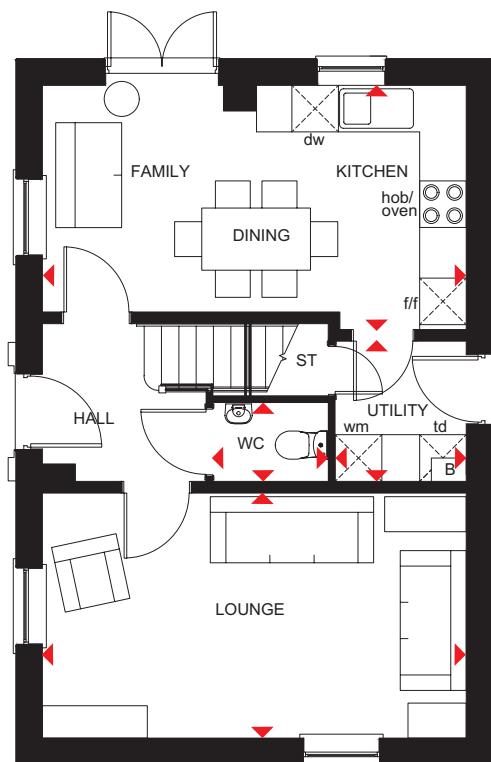 dw
FAMILY
KITCHEN
hob/
oven
DINING
f/f
ST
HALL
UTILITY
WC
wm
td
B
LOUNGE